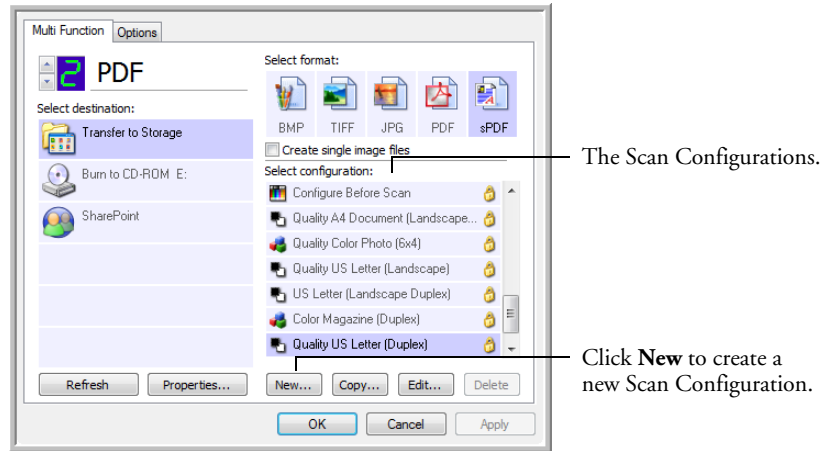 Multi Function Options
2 PDF
Select destination:
Transfer to Storage
Burn to CD-ROM E:
SharePoint
Refresh Properties...
Select format:
BMP TIFF JPG PDF sPDF
Create single image files
Select configuration:
Configure Before Scan
Quality A4 Document (Landscape...
Quality Color Photo (6x4)
Quality US Letter (Landscape)
US Letter (Landscape Duplex)
Color Magazine (Duplex)
Quality US Letter (Duplex)
New... Copy... Edit... Delete
OK Cancel Apply
The Scan Configurations.
Click New to create a
new Scan Configuration.